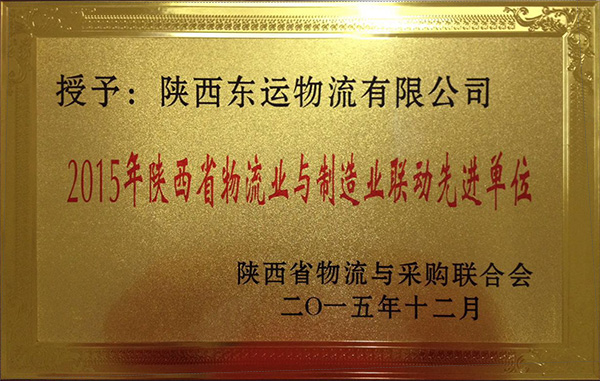 授予：陕西东运物流有限公司
2015年陕西省物流业与制造业联动先进单位
陕西省物流与采购联合会
二〇一五年十二月